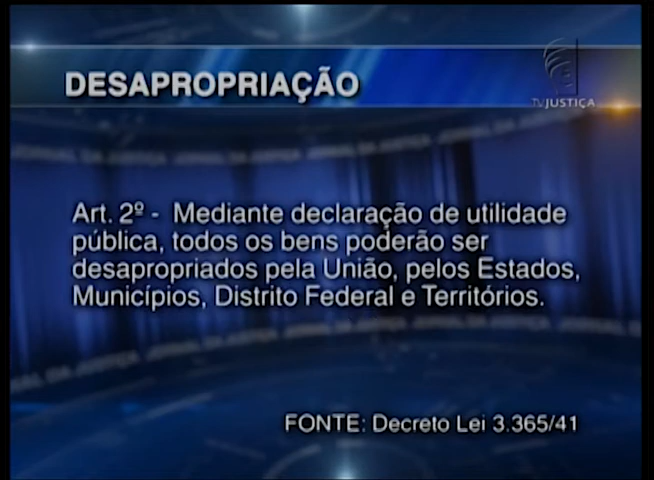 DESAPROPRIAÇÃO
TV JUSTIÇA
Art. 2º - Mediante declaração de utilidade
pública, todos os bens poderão ser
desapropriados pela União, pelos Estados,
Municípios, Distrito Federal e Territórios.
FONTE: Decreto Lei 3.365/41